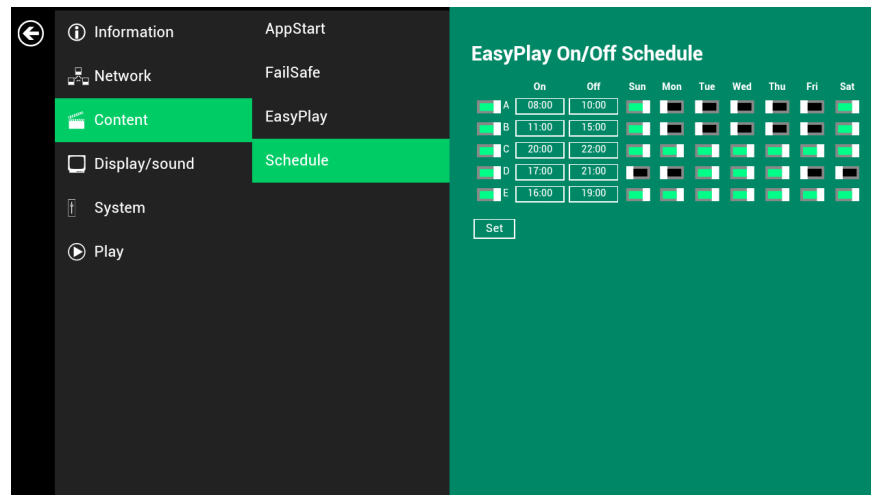 Information
Network
Content
Display/sound
System
Play
AppStart
FailSafe
EasyPlay
Schedule
EasyPlay On/Off Schedule
On Off Sun Mon Tue Wed Thu Fri Sat
A 08:00 10:00
B 11:00 15:00
C 20:00 22:00
D 17:00 21:00
E 16:00 19:00
Set